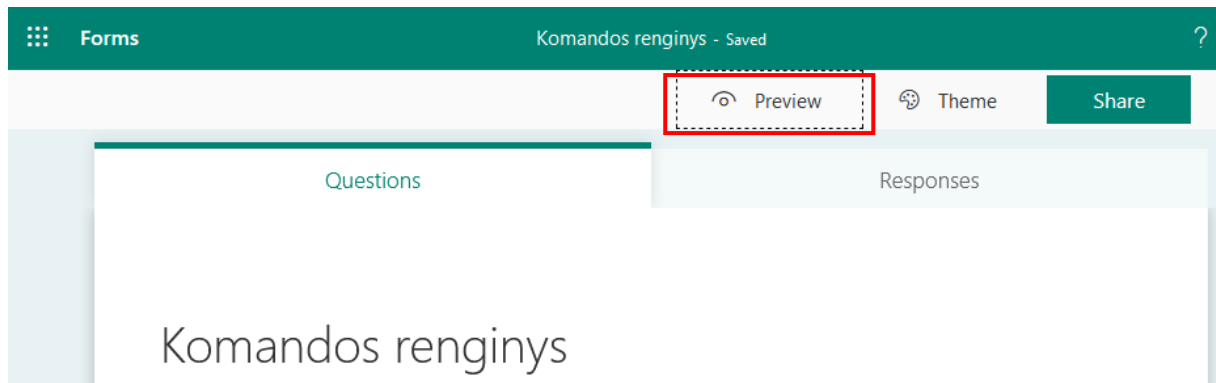 Forms Komandos renginys - Saved ?
Preview Theme Share
Questions Responses
Komandos renginys